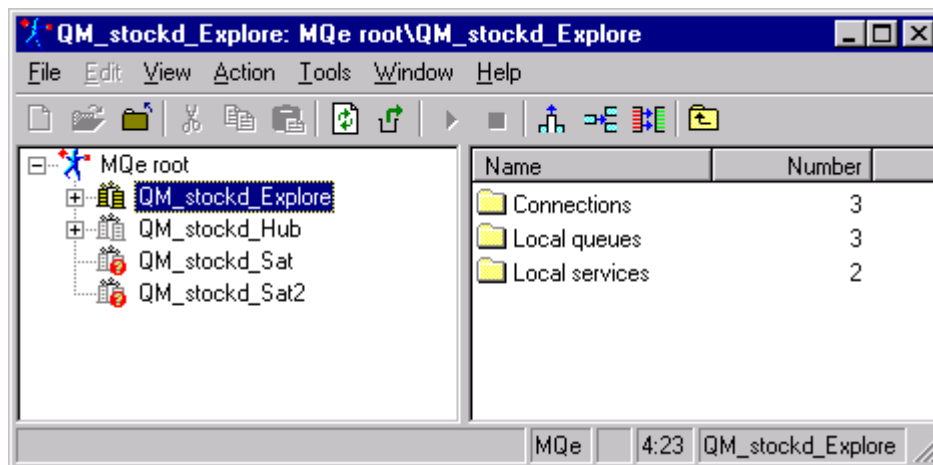 QM_stockd_Explore: MQe root\QM_stockd_Explore
File Edit View Action Tools Window Help
MQe root
QM_stockd_Explore
QM_stockd_Hub
QM_stockd_Sat
QM_stockd_Sat2
Name Number
Connections 3
Local queues 3
Local services 2
MQe 4:23 QM_stockd_Explore